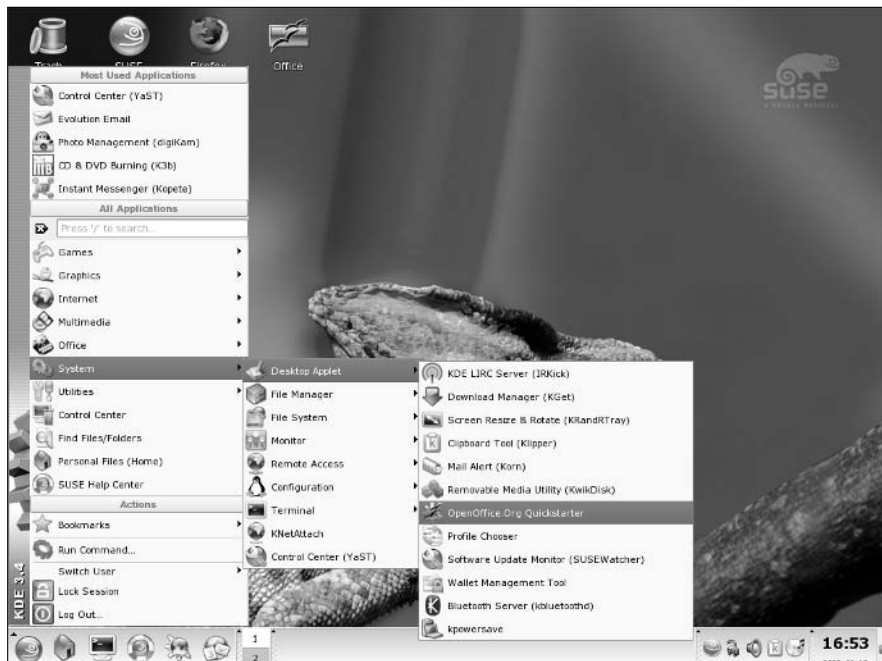 Trash
SUSE
Firefox
Office
SUSE
Most Used Applications
Control Center (YaST)
Evolution Email
Photo Management (digiKam)
CD & DVD Burning (K3b)
Instant Messenger (Kopete)
All Applications
Press '/' to search...
Games
Graphics
Internet
Multimedia
Office
System
Utilities
Control Center
Find Files/Folders
Personal Files (Home)
SUSE Help Center
Actions
Bookmarks
Run Command...
Switch User
Lock Session
Log Out...
KDE 3.4
Desktop Applet
File Manager
File System
Monitor
Remote Access
Configuration
Terminal
KNetAttach
Control Center (YaST)
KDE LIRC Server (IRKick)
Download Manager (KGet)
Screen Resize & Rotate (KRandRTray)
Clipboard Tool (Klipper)
Mail Alert (Korn)
Removable Media Utility (KwikDisk)
OpenOffice.Org Quickstarter
Profile Chooser
Software Update Monitor (SUSEWatcher)
Wallet Management Tool
Bluetooth Server (kbluetoothd)
kpowersave
1
2
16:53